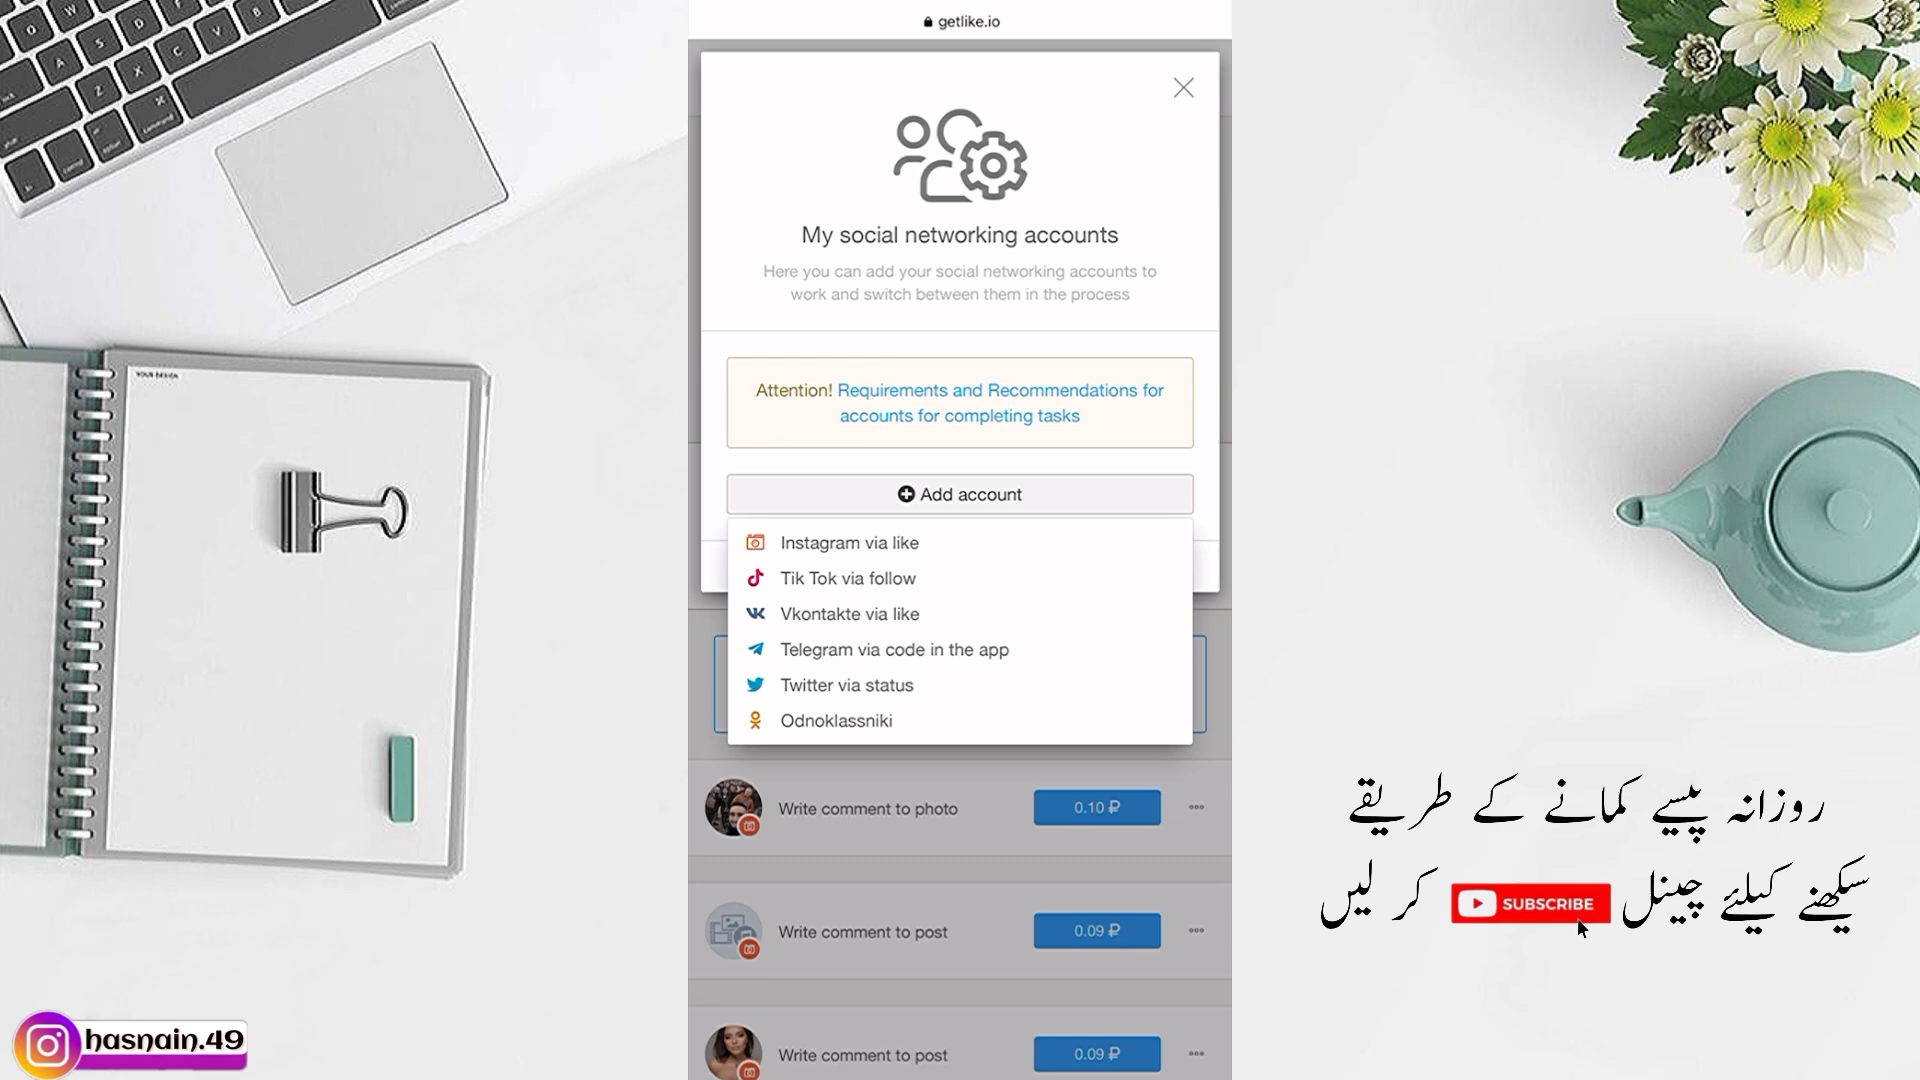 getlike.io
My social networking accounts
Here you can add your social networking accounts to
work and switch between them in the process
Attention! Requirements and Recommendations for
accounts for completing tasks
Add account
Instagram via like
Tik Tok via follow
Vkontakte via like
Telegram via code in the app
Twitter via status
Odnoklassniki
Write comment to photo
0.10 ₽
Write comment to post
0.09 ₽
Write comment to post
0.09 ₽
YOUR DESIGN
روزانہ پیسے کمانے کے طریقے
سیکھنے کیلئے چینل SUBSCRIBE کر لیں
hasnain.49